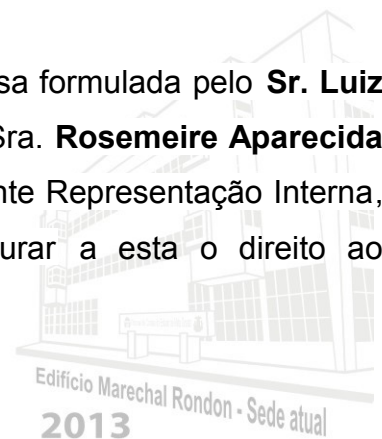 sa formulada pelo Sr. Luiz
Sra. Rosemeire Aparecida
nte Representação Interna,
urar a esta o direito ao
Edifício Marechal Rondon - Sede atual
2013